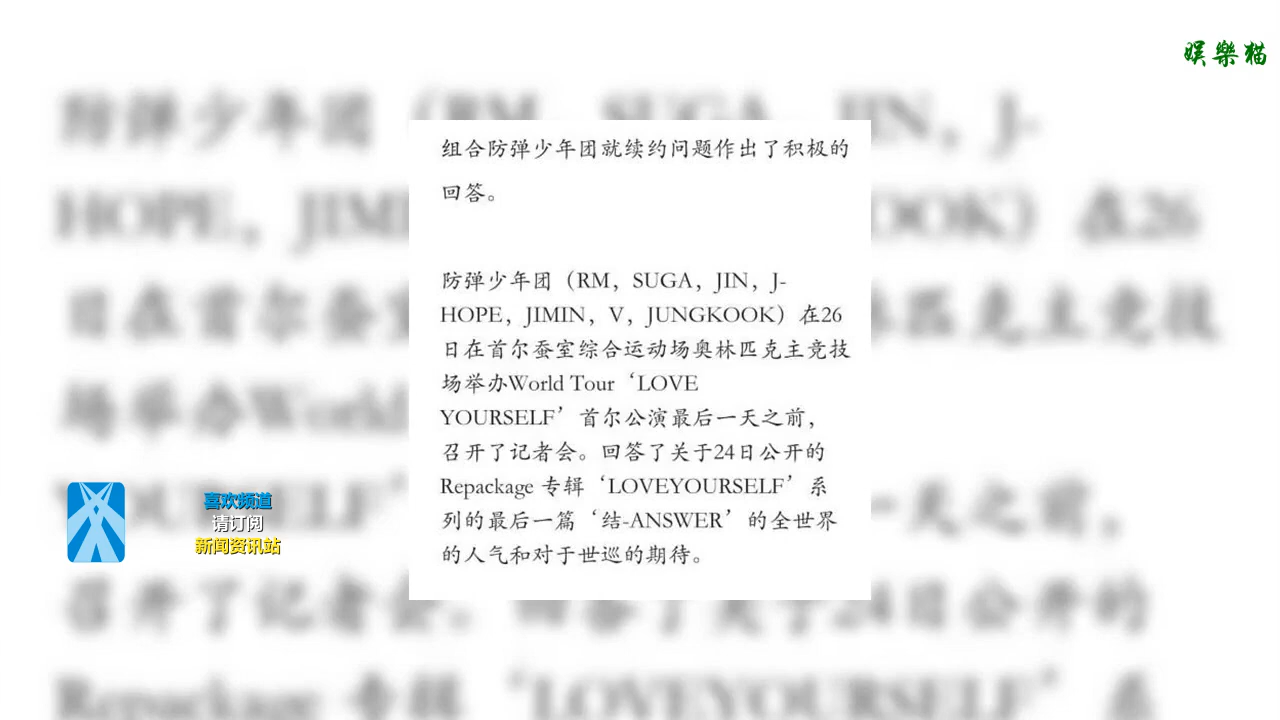 娱樂猫
组合防弹少年团就续约问题作出了积极的
回答。
防弹少年团（RM，SUGA，JIN，J-
HOPE，JIMIN，V，JUNGKOOK）在26
日在首尔蚕室综合运动场奥林匹克主竞技
场举办World Tour‘LOVE
YOURSELF’首尔公演最后一天之前，
召开了记者会。回答了关于24日公开的
Repackage 专辑‘LOVEYOURSELF’系
列的最后一篇‘结-ANSWER’的全世界
的人气和对于世巡的期待。
喜欢频道
请订阅
新闻资讯站